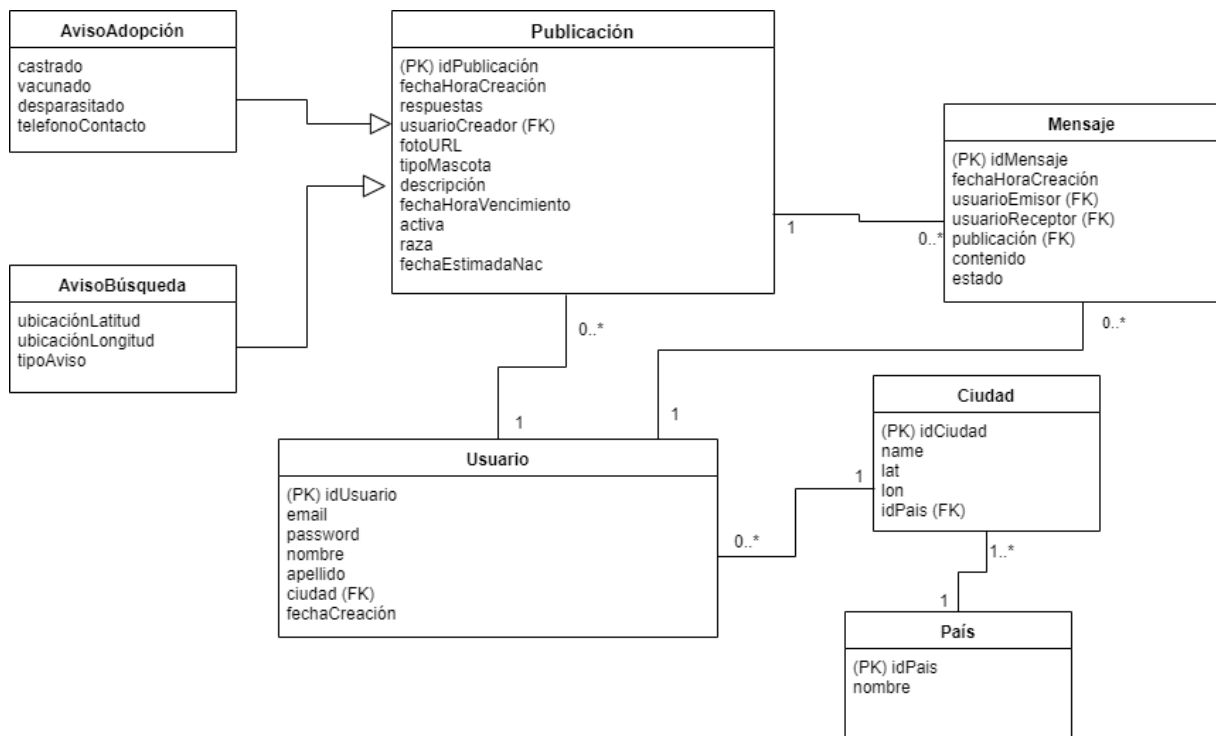 AvisoAdopción
castrado
vacunado
desparasitado
telefonoContacto
Publicación
(PK) idPublicación
fechaHoraCreación
respuestas
usuarioCreador (FK)
fotoURL
tipoMascota
descripción
fechaHoraVencimiento
activa
raza
fechaEstimadaNac
Mensaje
(PK) idMensaje
fechaHoraCreación
usuarioEmisor (FK)
usuarioReceptor (FK)
publicación (FK)
contenido
estado
1
0..*
AvisoBúsqueda
ubicaciónLatitud
ubicaciónLongitud
tipoAviso
0..*
1
0..*
1
Usuario
(PK) idUsuario
email
password
nombre
apellido
ciudad (FK)
fechaCreación
0..*
1
Ciudad
(PK) idCiudad
name
lat
lon
idPais (FK)
1..*
1
País
(PK) idPais
nombre